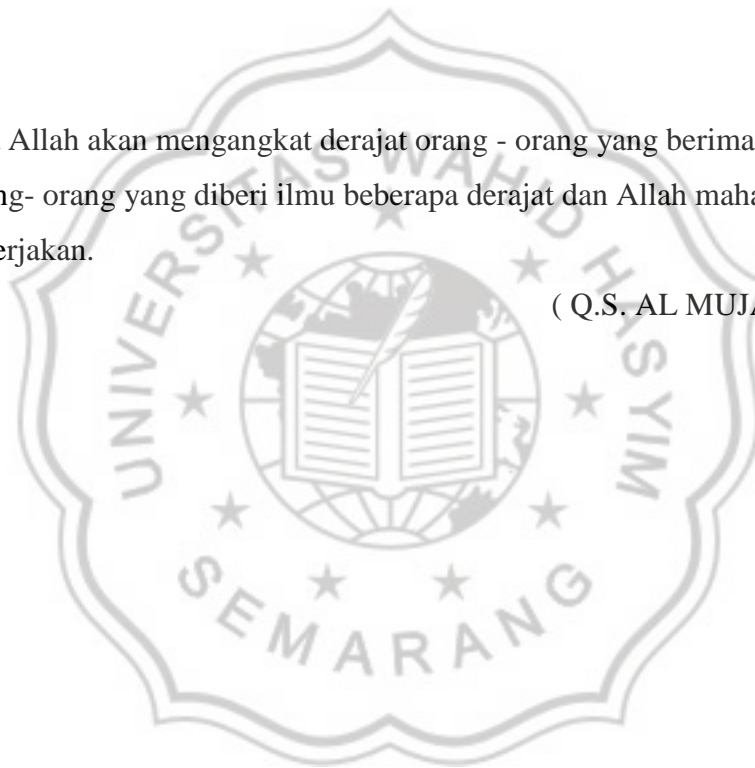 Allah akan mengangkat derajat orang - orang yang berima
ng- orang yang diberi ilmu beberapa derajat dan Allah maha
erjakan.
( Q.S. AL MUJA
UNIVERSITAS WAHID HASYIM
SEMARANG